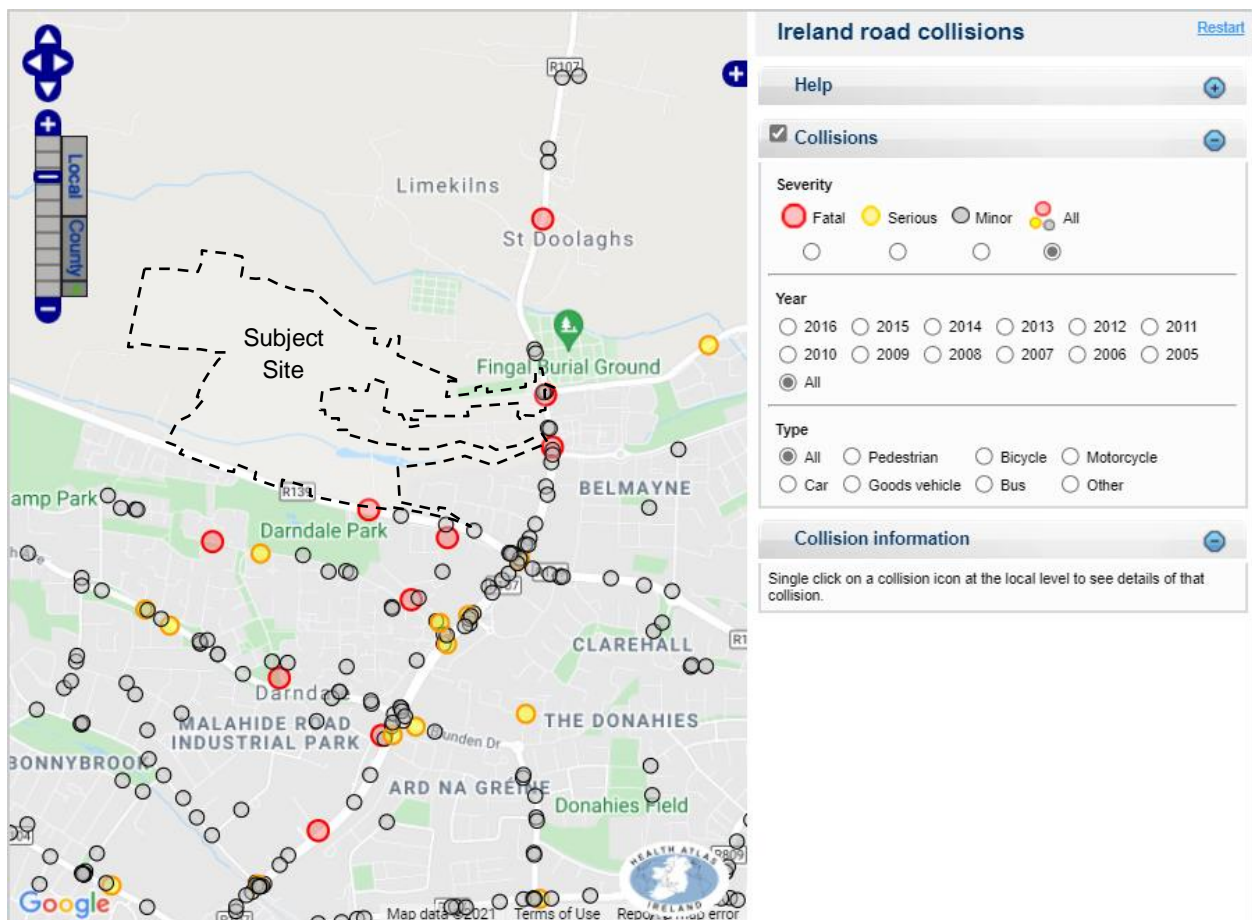 R107
Local
County
Limekilns
St Doolaghs
Subject
Site
Fingal Burial Ground
BELMAYNE
R139
amp Park
Darndale Park
CLAREHALL
R1
Darnd
MALAHIDE ROAD
INDUSTRIAL PARK
THE DONAHIES
unden Dr
BONNYBROOK
ARD NA GRÉINE
Donahies Field
R809
HEALTH ATLAS
IRELAND
Google
Map data ©2021
Terms of Use
Report a map error
Ireland road collisions
Restart
Help
Collisions
Severity
Fatal
Serious
Minor
All
Year
2016 2015 2014 2013 2012 2011
2010 2009 2008 2007 2006 2005
All
Type
All Pedestrian Bicycle Motorcycle
Car Goods vehicle Bus Other
Collision information
Single click on a collision icon at the local level to see details of that
collision.